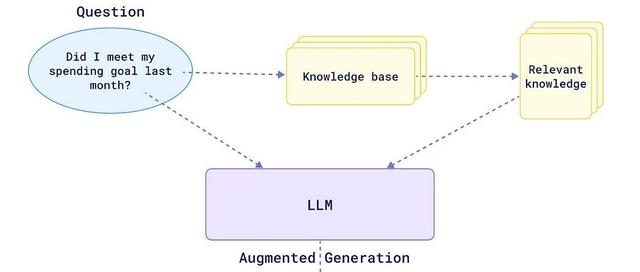 Question
Did I meet my
spending goal last
month?
Knowledge base
Relevant
knowledge
LLM
Augmented Generation